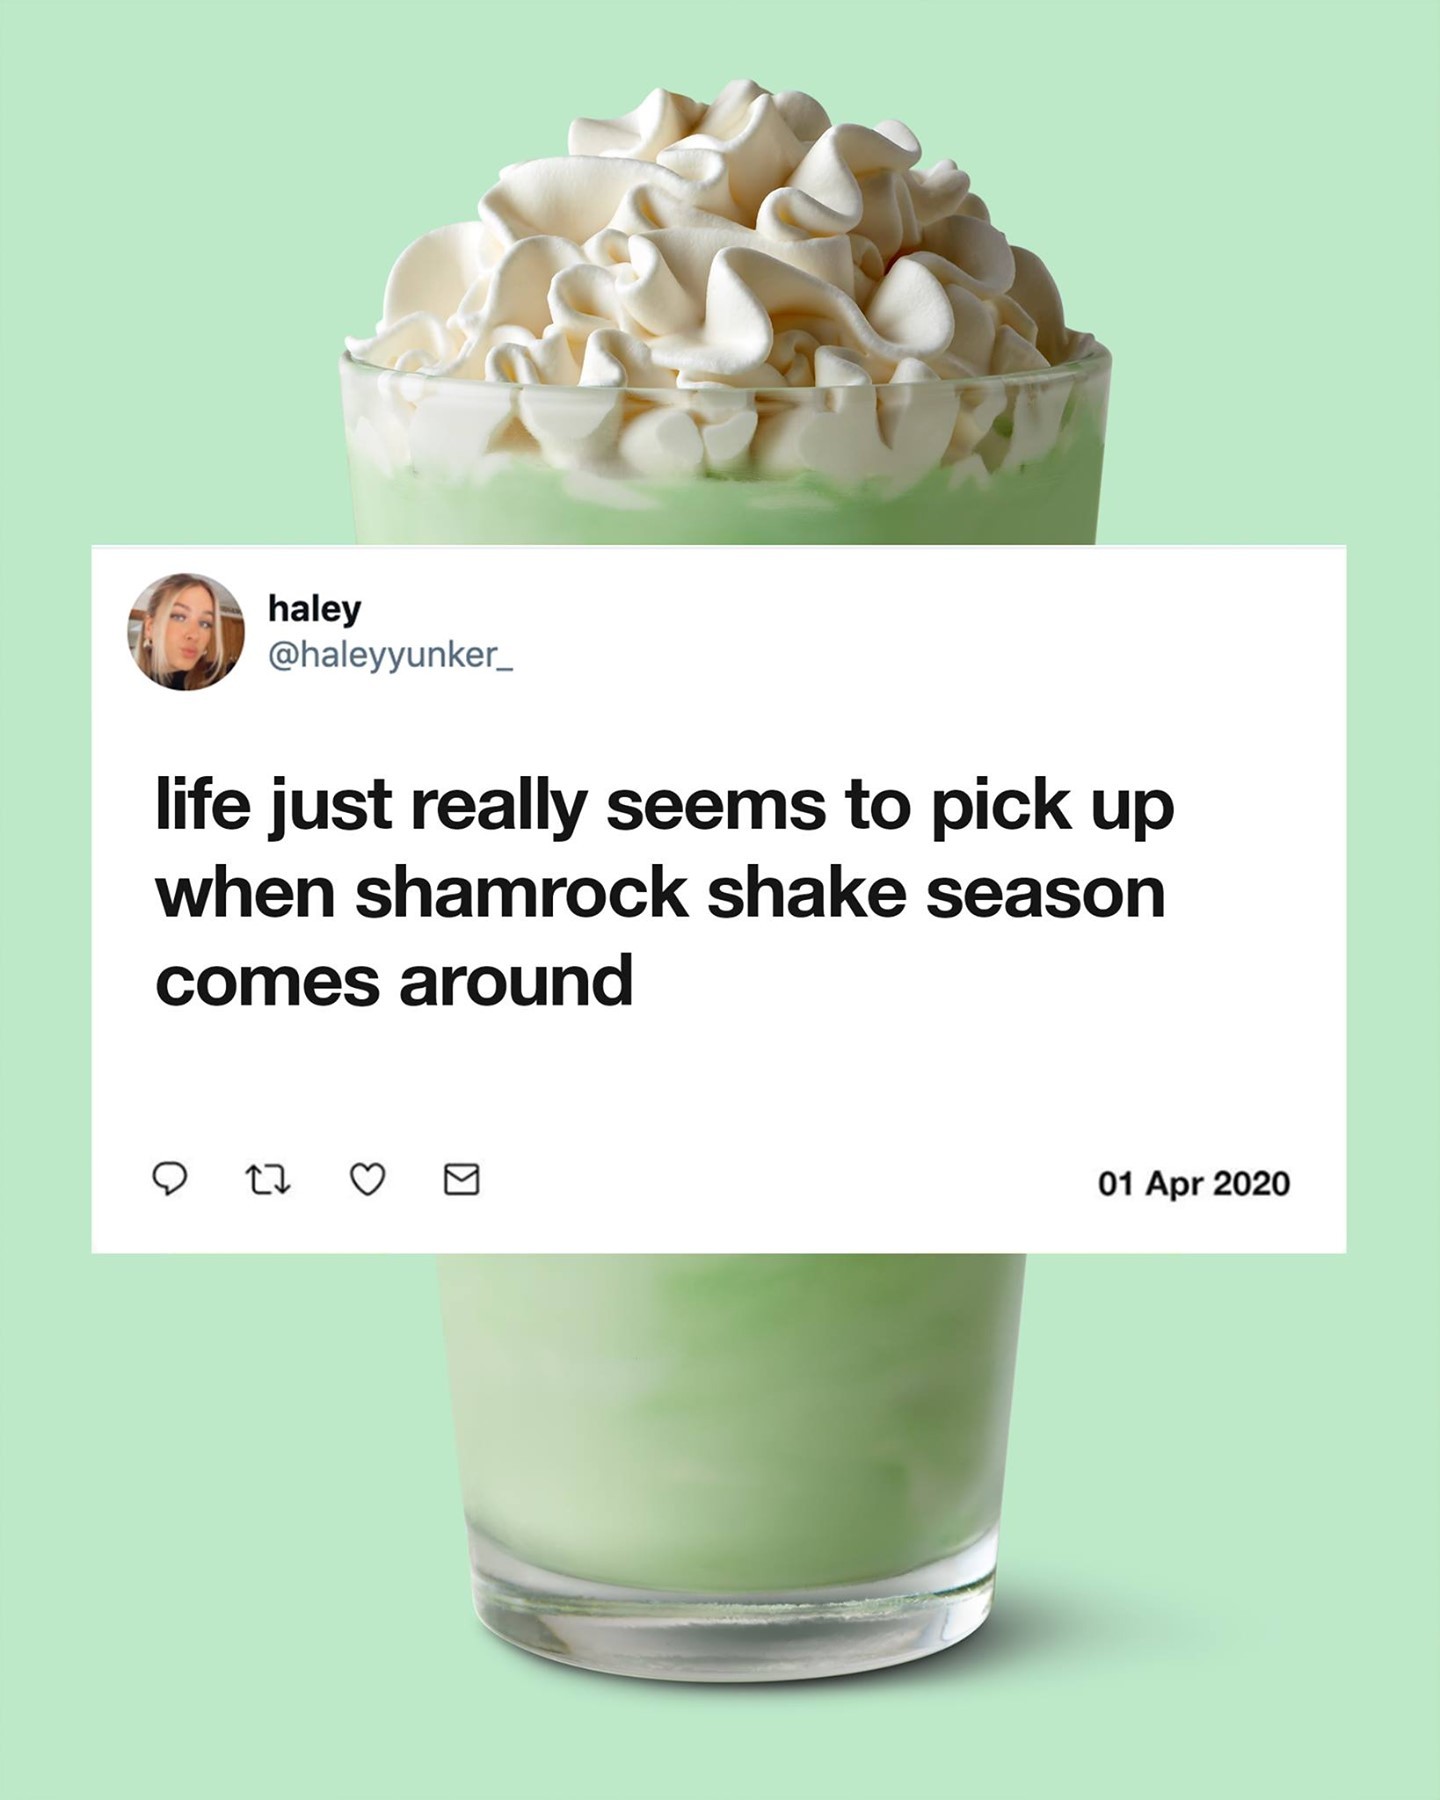 haley
@haleyyunker_
life just really seems to pick up
when shamrock shake season
comes around
01 Apr 2020